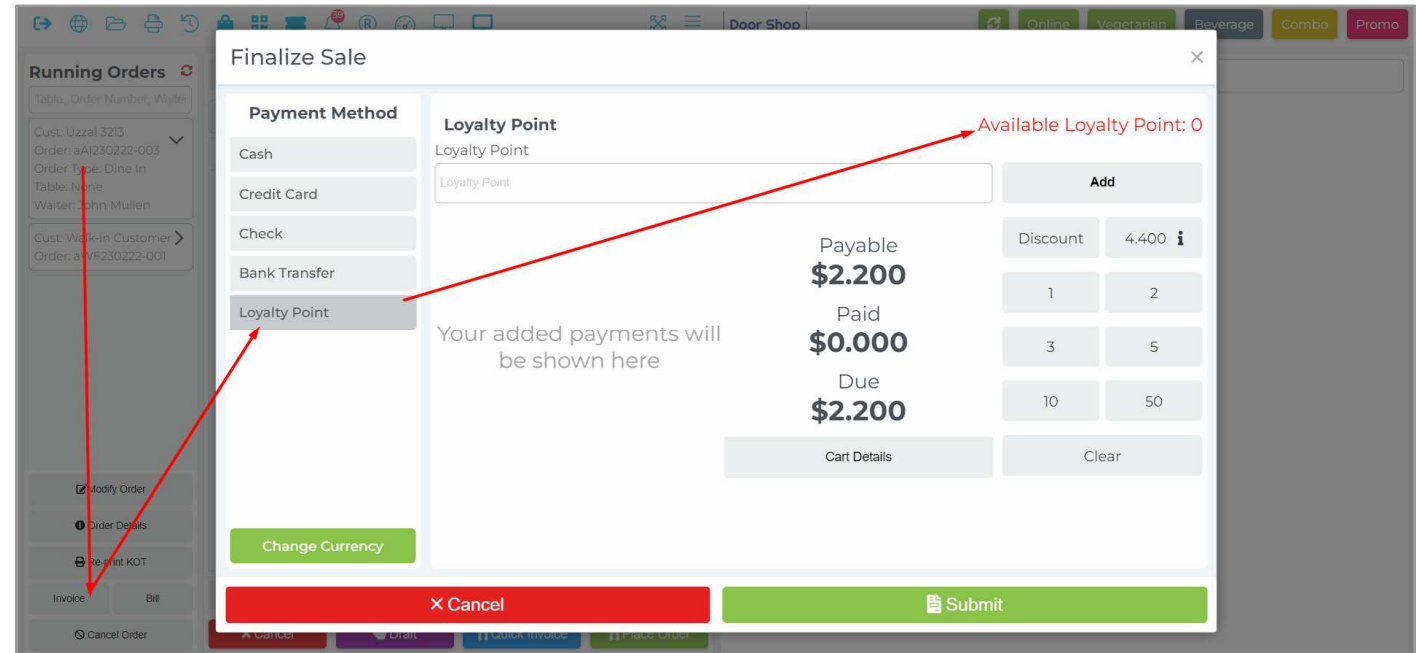 39
R
Door Shop
Online
Vegetarian
Beverage
Combo
Promo
Running Orders
Table, Order Number, Waiter
Cust: Uzzal 3213
Order: aAI230222-003
Order Type: Dine In
Table: None
Waiter: John Mullen
Cust: Walk-in Customer
Order: aWF230222-001
Modify Order
Order Details
Re-print KOT
Invoice
Bill
Cancel Order
Finalize Sale
×
Payment Method
Cash
Credit Card
Check
Bank Transfer
Loyalty Point
Change Currency
Loyalty Point
Available Loyalty Point: 0
Loyalty Point
Loyalty Point
Add
Your added payments will
be shown here
Payable
$2.200
Paid
$0.000
Due
$2.200
Cart Details
Discount
4.400 i
1
2
3
5
10
50
Clear
× Cancel
Submit
Cancel
Draft
Quick Invoice
Place Order